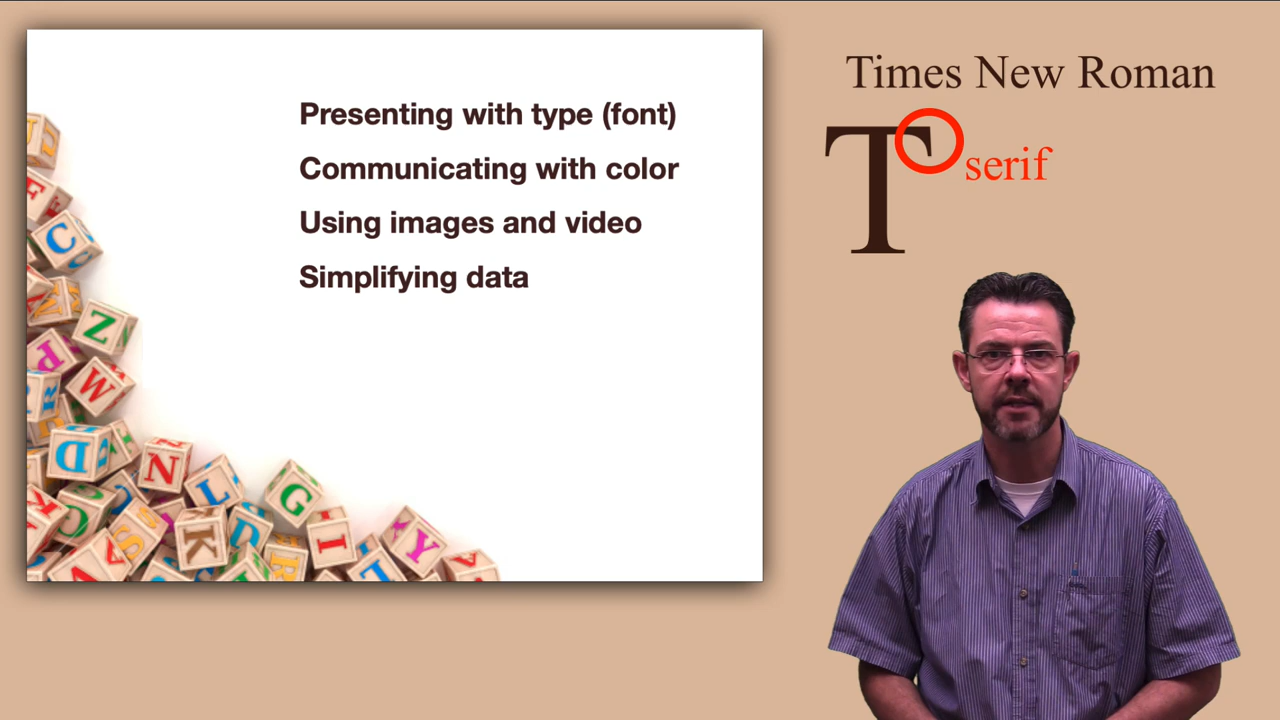 Presenting with type (font)
Communicating with color
Using images and video
Simplifying data
Times New Roman
T
serif
U
F
C
Z
P
W
R
D
N
L
G
K
S
D
I
Y
B
L
A